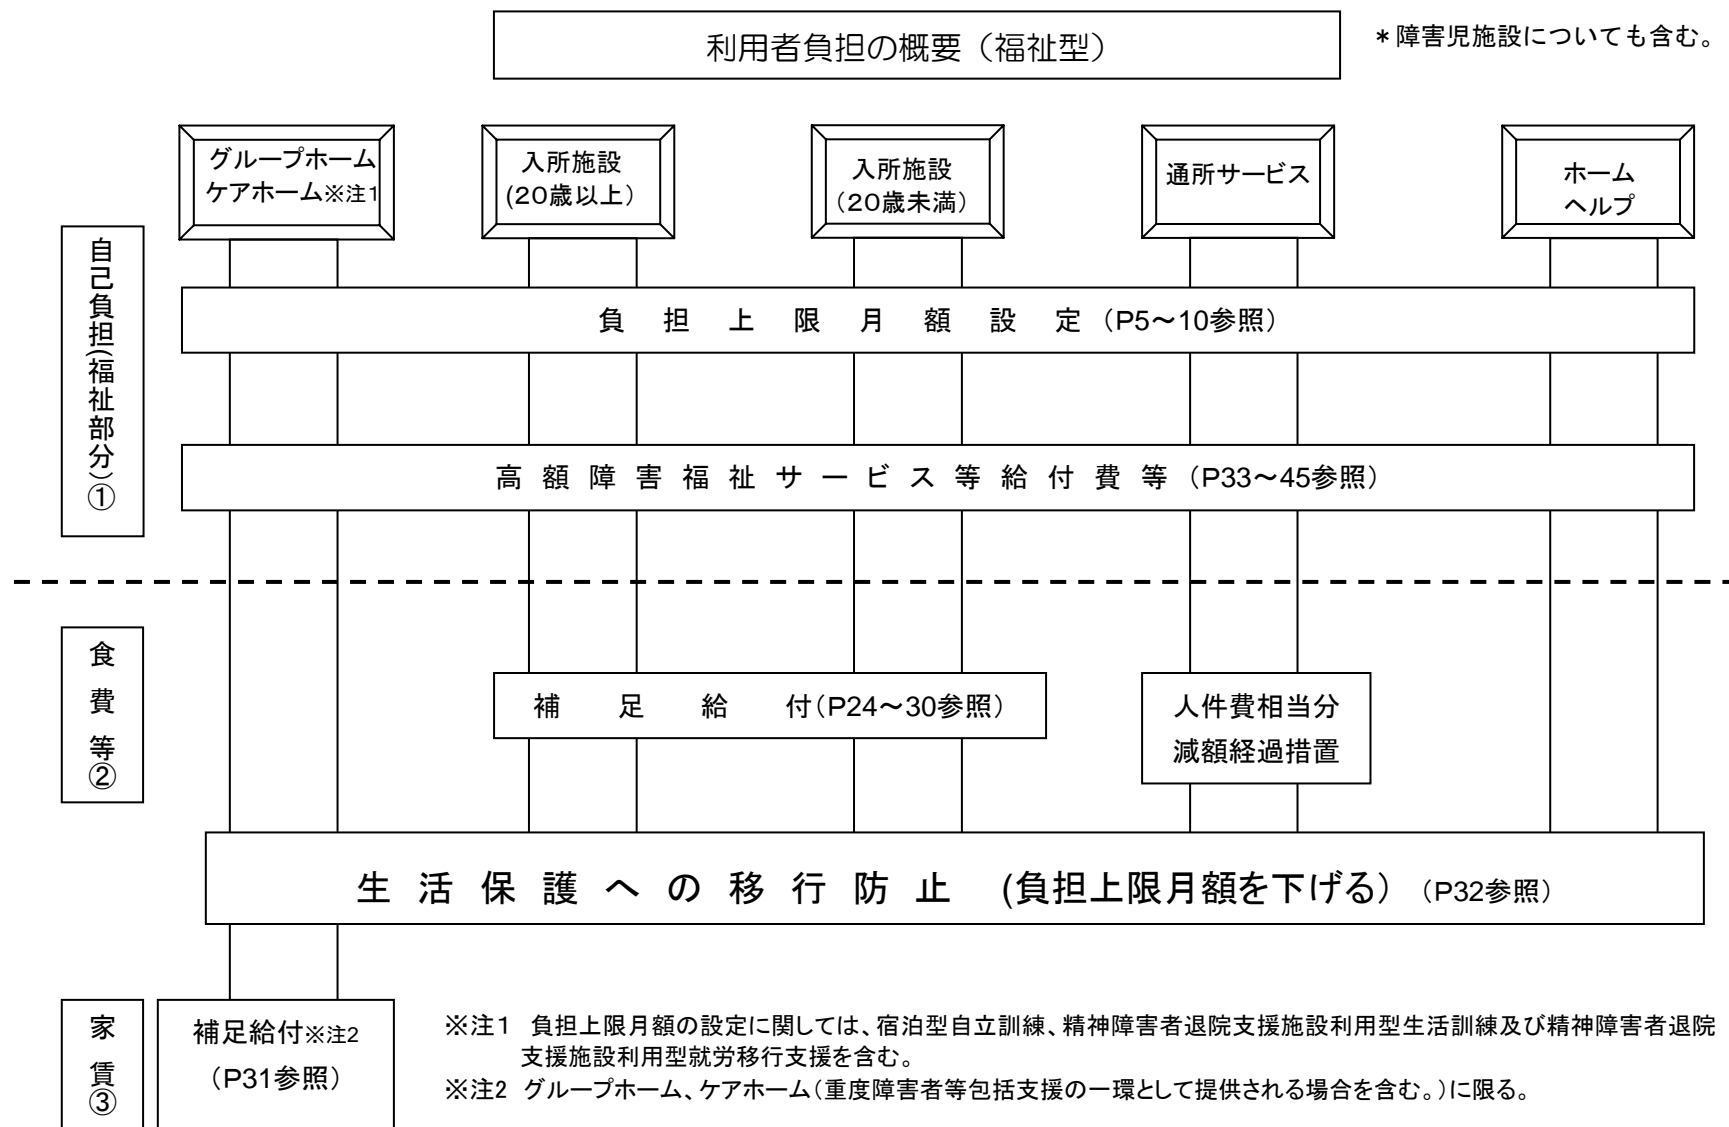 利用者負担の概要（福祉型）
＊障害児施設についても含む。
グループホーム
ケアホーム※注1
入所施設
(20歳以上）
入所施設
（20歳未満）
通所サービス
ホーム
ヘルプ
自己負担（福祉部分）①
負担上限月額設定（P5～10参照）
高額障害福祉サービス等給付費等（P33～45参照）
食費等②
補足給付（P24～30参照）
人件費相当分
減額経過措置
生活保護への移行防止 (負担上限月額を下げる）（P32参照）
家賃③
補足給付※注2
（P31参照）
※注1 負担上限月額の設定に関しては、宿泊型自立訓練、精神障害者退院支援施設利用型生活訓練及び精神障害者退院
支援施設利用型就労移行支援を含む。
※注2 グループホーム、ケアホーム（重度障害者等包括支援の一環として提供される場合を含む。）に限る。